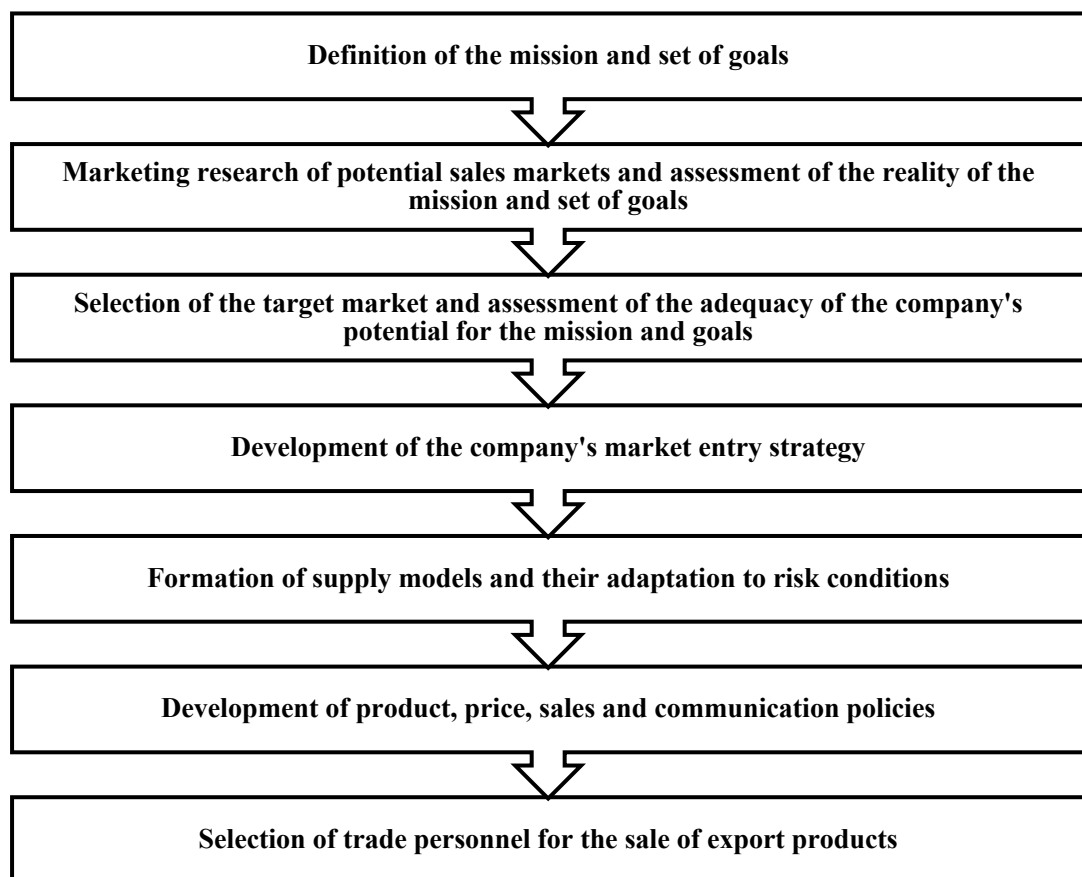 Definition of the mission and set of goals
Marketing research of potential sales markets and assessment of the reality of the
mission and set of goals
Selection of the target market and assessment of the adequacy of the company's
potential for the mission and goals
Development of the company's market entry strategy
Formation of supply models and their adaptation to risk conditions
Development of product, price, sales and communication policies
Selection of trade personnel for the sale of export products